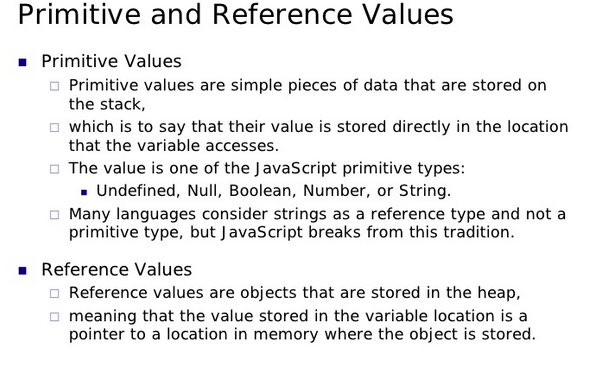 Primitive and Reference Values
Primitive Values
Primitive values are simple pieces of data that are stored on
the stack,
which is to say that their value is stored directly in the location
that the variable accesses.
The value is one of the JavaScript primitive types:
Undefined, Null, Boolean, Number, or String.
Many languages consider strings as a reference type and not a
primitive type, but JavaScript breaks from this tradition.
Reference Values
Reference values are objects that are stored in the heap,
meaning that the value stored in the variable location is a
pointer to a location in memory where the object is stored.